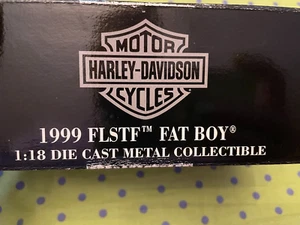 MOTOR
HARLEY-DAVIDSON
CYCLES
1999 FLSTF™ FAT BOY®
1:18 DIE CAST METAL COLLECTIBLE